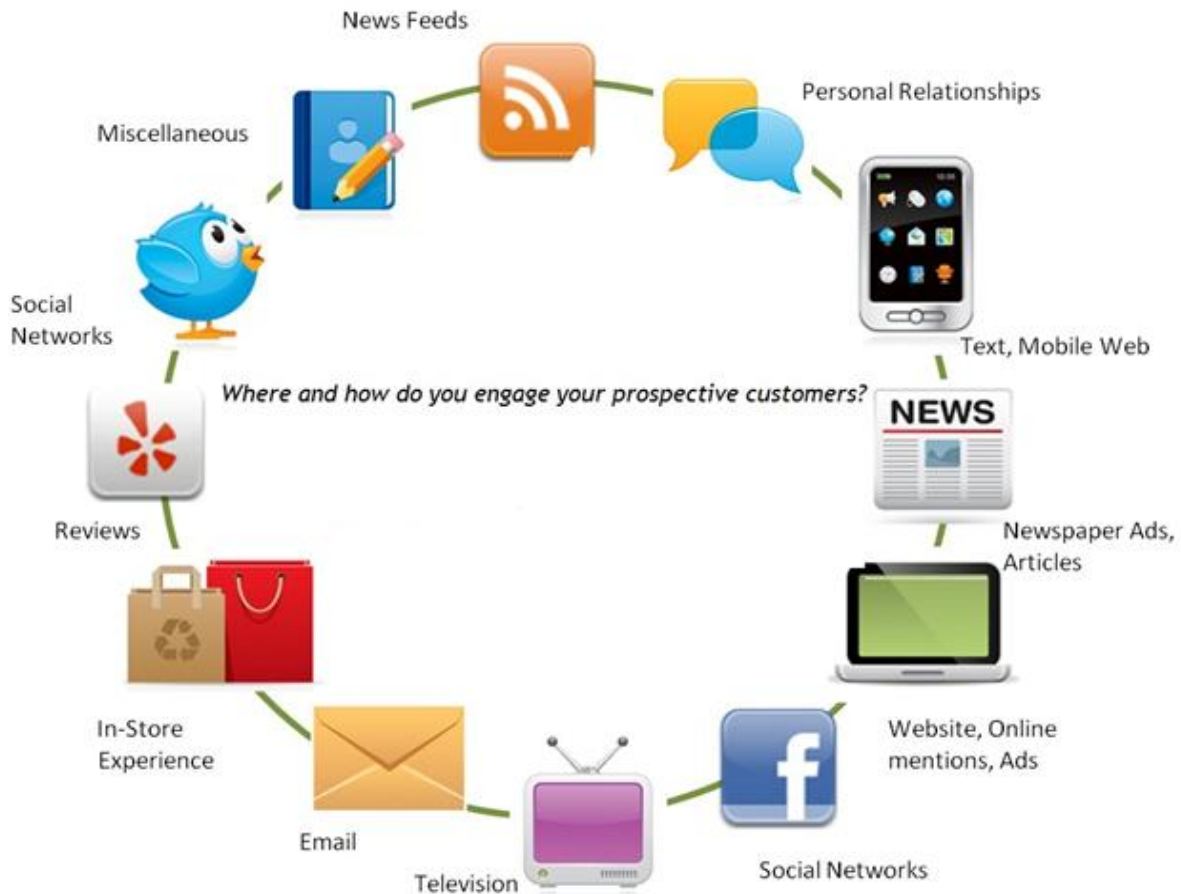 News Feeds
Personal Relationships
Miscellaneous
Social
Networks
Text, Mobile Web
Where and how do you engage your prospective customers?
NEWS
Reviews
Newspaper Ads,
Articles
In-Store
Experience
Website, Online
mentions, Ads
Email
Television
Social Networks
f